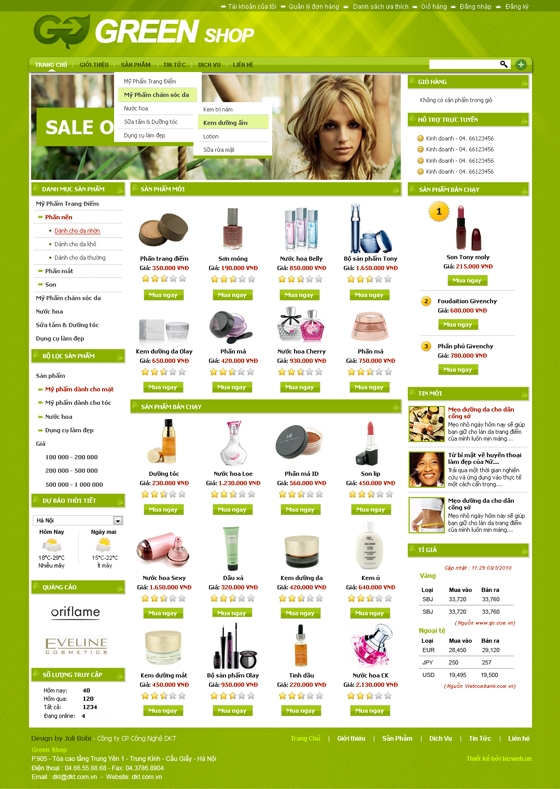 Tài khoản của tôi Quản lý đơn hàng Danh sách ưa thích Giỏ hàng Đăng nhập Đăng ký
GREEN SHOP
TRANG CHỦ GIỚI THIỆU SẢN PHẨM TIN TỨC DỊCH VỤ LIÊN HỆ
Mỹ Phẩm Trang Điểm
Mỹ Phẩm chăm sóc da
Nước hoa
Sữa tắm & Dưỡng tóc
Dụng cụ làm đẹp
Kem trị nám
Kem dưỡng ẩm
Lotion
Sữa rửa mặt
SALE O
GIỎ HÀNG
Không có sản phẩm trong giỏ
HỖ TRỢ TRỰC TUYẾN
Kinh doanh - 04. 66123456
Kinh doanh - 04. 66123456
Kinh doanh - 04. 66123456
Kinh doanh - 04. 66123456
DANH MỤC SẢN PHẨM
Mỹ Phẩm Trang Điểm
Phấn nền
Dành cho da nhờn
Dành cho da khô
Dành cho da thường
Phấn mắt
Son
Mỹ Phẩm chăm sóc da
Nước hoa
Sữa tắm & Dưỡng tóc
Dụng cụ làm đẹp
BỘ LỌC SẢN PHẨM
Sản phẩm
Mỹ phẩm dành cho mặt
Mỹ phẩm dành cho tóc
Nước hoa
Dụng cụ làm đẹp
Giá
100 000 - 200 000
200 000 - 500 000
500 000 - 1 000 000
DỰ BÁO THỜI TIẾT
Hà Nội
Hôm Nay Ngày mai
18°C-29°C 15°C-22°C
Nhiều mây Ít mây
QUẢNG CÁO
oriflame
EVELINE
COSMETICS
SỐ LƯỢNG TRUY CẬP
Hôm nay: 40
Hôm qua: 120
Tất cả: 1234
Đang online: 4
SẢN PHẨM MỚI
Phấn trang điểm Sơn móng Nước hoa Belly Bộ sản phẩm Tony
Giá: 350.000 VNĐ Giá: 190.000 VNĐ Giá: 850.000 VNĐ Giá: 1.650.000 VNĐ
Mua ngay Mua ngay Mua ngay Mua ngay
Kem dưỡng da Olay Phấn má Nước hoa Cherry Phấn má
Giá: 650.000 VNĐ Giá: 420.000 VNĐ Giá: 930.000 VNĐ Giá: 750.000 VNĐ
Mua ngay Mua ngay Mua ngay Mua ngay
SẢN PHẨM BÁN CHẠY
Dưỡng tóc Nước hoa Loe Phấn má ID Son lip
Giá: 230.000 VNĐ Giá: 1.230.000 VNĐ Giá: 560.000 VNĐ Giá: 450.000 VNĐ
Mua ngay Mua ngay Mua ngay Mua ngay
Nước hoa Sexy Dầu xả Kem dưỡng da Kem ủ
Giá: 1.650.000 VNĐ Giá: 320.000 VNĐ Giá: 420.000 VNĐ Giá: 640.000 VNĐ
Mua ngay Mua ngay Mua ngay Mua ngay
Kem dưỡng mắt Bộ sản phẩm Olay Tinh dầu Nước hoa CK
Giá: 450.000 VNĐ Giá: 950.000 VNĐ Giá: 220.000 VNĐ Giá: 2.130.000 VNĐ
Mua ngay Mua ngay Mua ngay Mua ngay
SẢN PHẨM BÁN CHẠY
1
Son Tony moly
Giá: 215.000 VNĐ
Mua ngay
2 Foudaition Givenchy
Giá: 680.000 VNĐ
Mua ngay
3 Phấn phủ Givenchy
Giá: 780.000 VNĐ
Mua ngay
TIN MỚI
Mẹo dưỡng da cho dân
công sở
Mẹo nhỏ ngày hôm nay sẽ giúp
bạn giữ cho làn da trang điểm
của mình luôn mịn màng...
Từ bí mật về huyền thoại
làm đẹp của Nữ...
Trải qua một thời gian nghiên
cứu và ứng dụng vào thực tế
một cách cẩn trọng...
Mẹo dưỡng da cho dân
công sở
Mẹo nhỏ ngày hôm nay sẽ giúp
bạn giữ cho làn da trang điểm
của mình luôn mịn màng...
TỈ GIÁ
Cập nhật : 11:29 03/1/2010
Vàng
Loại Mua vào Bán ra
SBJ 33,720 33,760
SBJ 33,720 33,760
(Nguồn: www.sjc.com.vn)
Ngoại tệ
Loại Mua vào Bán ra
EUR 28,450 29,120
JPY 250 257
USD 19,495 19,500
(Nguồn: Vietcombank.com.vn)
Design by Joli Bobi - Công ty CP Công Nghệ DKT
Trang Chủ | Giới thiệu | Sản Phẩm | Dịch Vụ | Tin Tức | Liên hệ
Green Shop
P.905 - Tòa cao tầng Trung Yên 1 - Trung Kính - Cầu Giấy - Hà Nội
Điện thoại : 04.66.55.88.68 - Fax: 04.3786.8904
Email : dkt@dkt.com.vn - Website: dkt.com.vn
Thiết kế bởi bizweb.vn